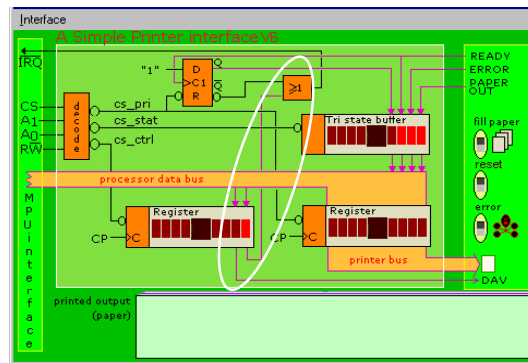 Interface
A Simple Printer interface V6
IRQ
"1"
D
Q
C1
Q
R
≥1
READY
ERROR
PAPER
OUT
CS
A1
A0
RW
decode
cs_pri
cs_stat
cs_ctrl
Tri state buffer
fill paper
reset
error
processor data bus
MPU interface
Register
CP
C
Register
CP
C
printer bus
DAV
printed output
(paper)